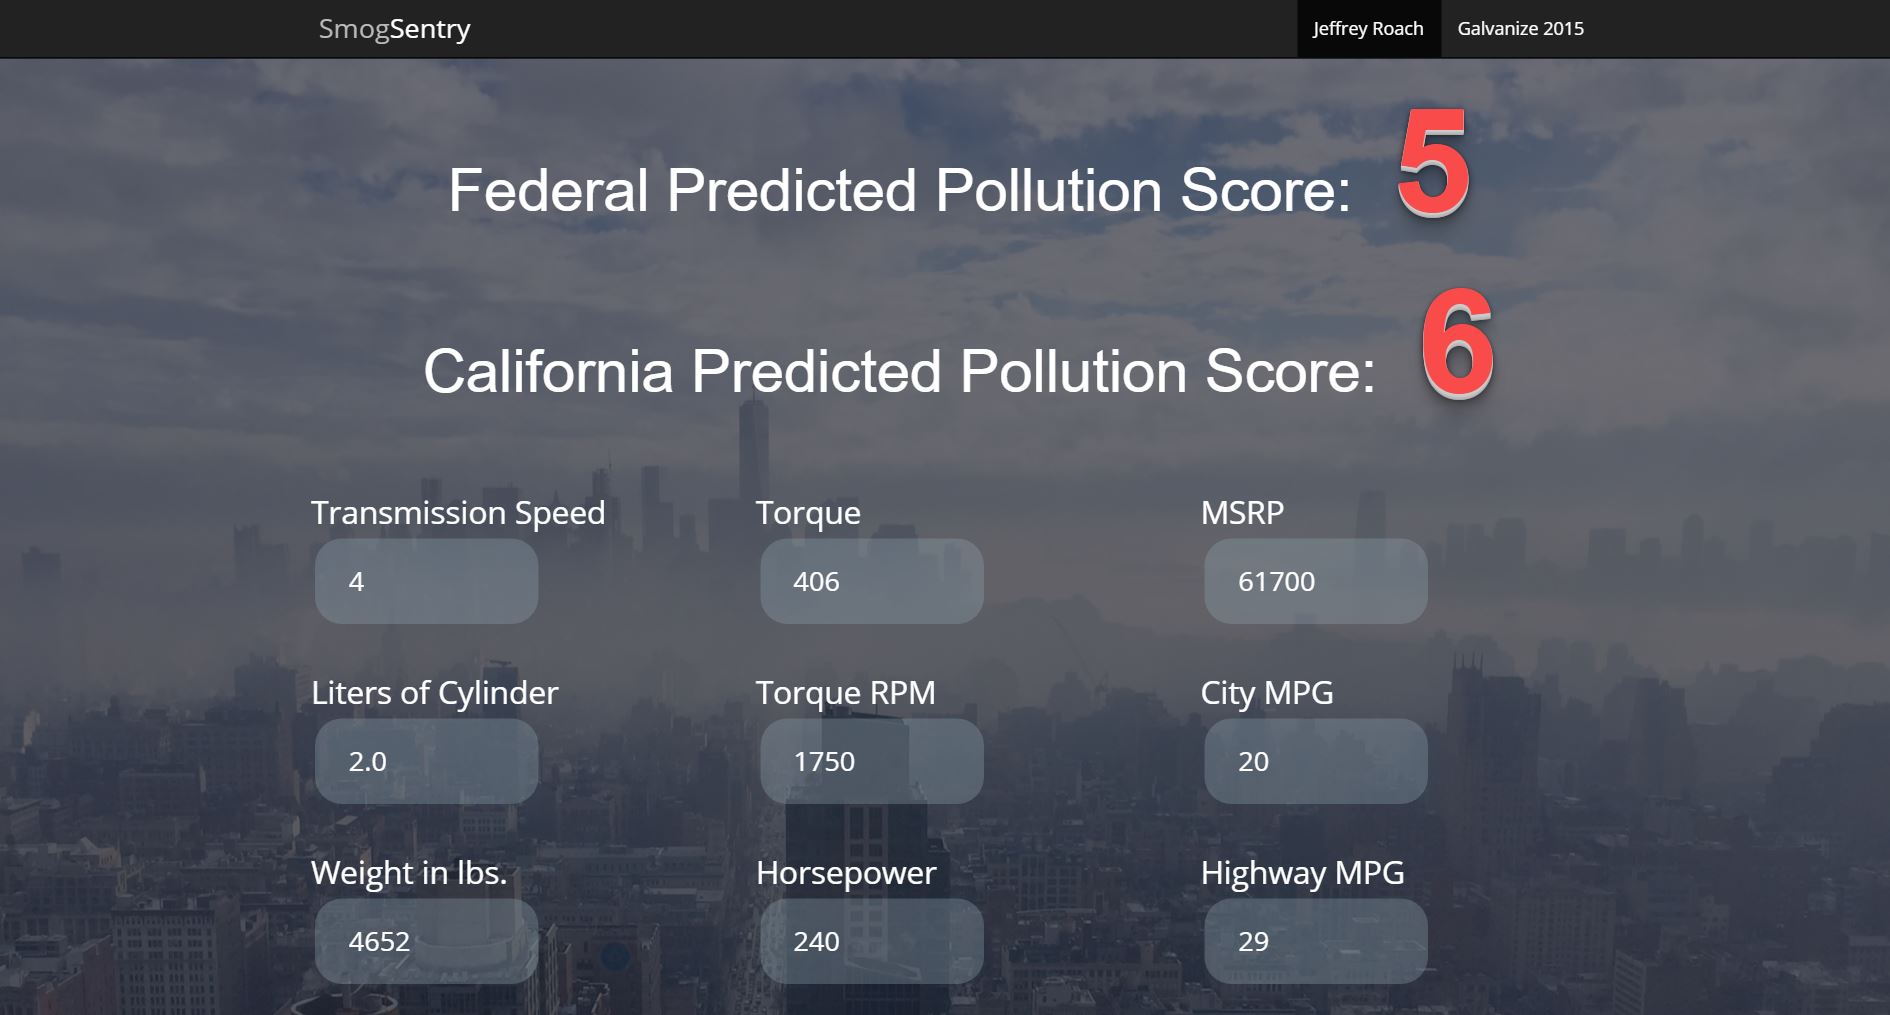 SmogSentry
Jeffrey Roach
Galvanize 2015
Federal Predicted Pollution Score: 5
California Predicted Pollution Score: 6
Transmission Speed
4
Torque
406
MSRP
61700
Liters of Cylinder
2.0
Torque RPM
1750
City MPG
20
Weight in lbs.
4652
Horsepower
240
Highway MPG
29